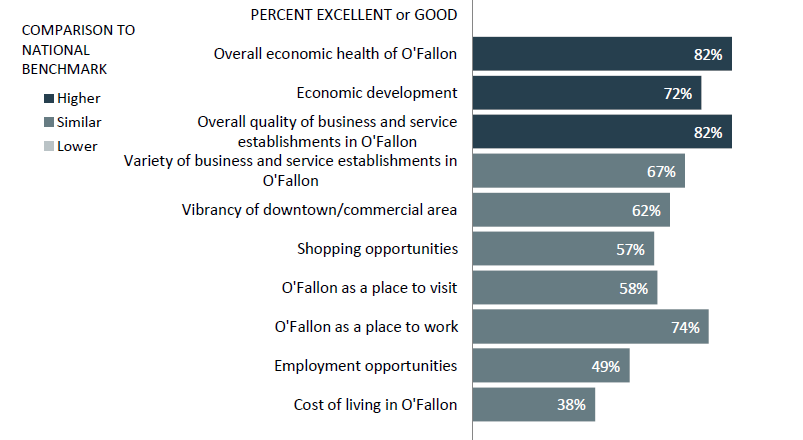 PERCENT EXCELLENT or GOOD
COMPARISON TO
NATIONAL
BENCHMARK
Higher
Similar
Lower
Overall economic health of O'Fallon 82%
Economic development 72%
Overall quality of business and service
establishments in O'Fallon 82%
Variety of business and service establishments in
O'Fallon 67%
Vibrancy of downtown/commercial area 62%
Shopping opportunities 57%
O'Fallon as a place to visit 58%
O'Fallon as a place to work 74%
Employment opportunities 49%
Cost of living in O'Fallon 38%